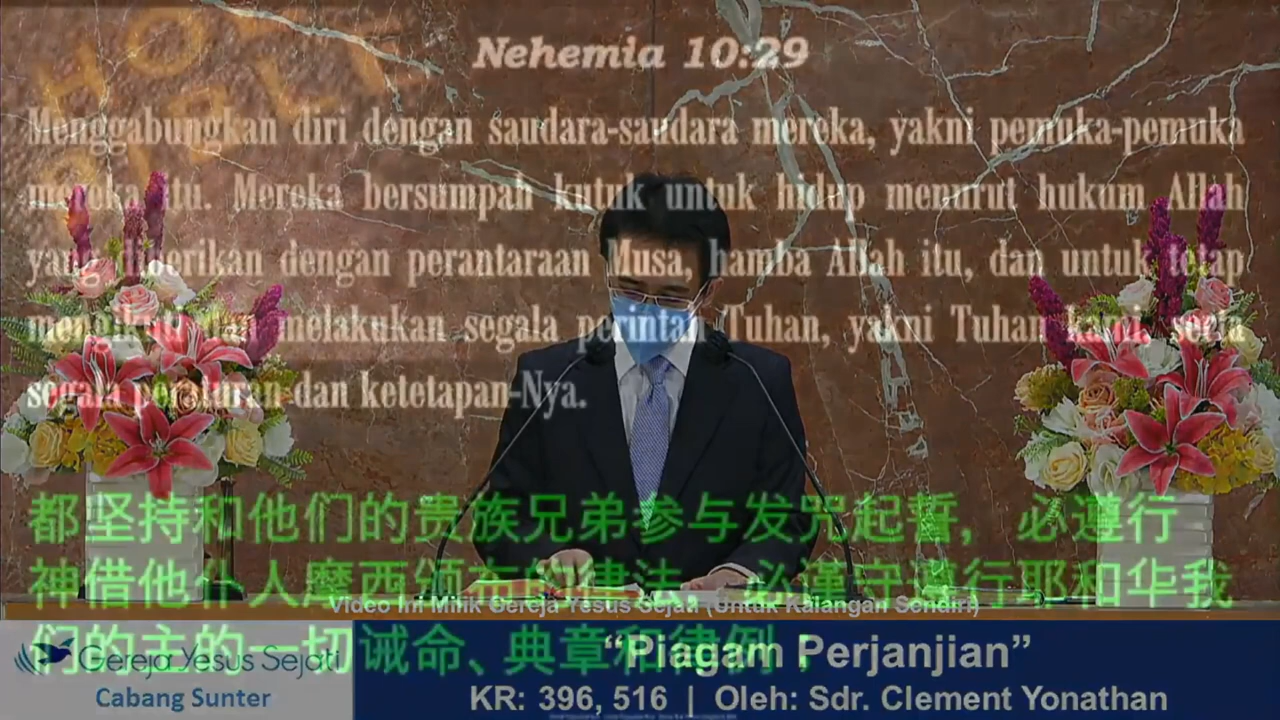 Nehemia 10:29
HOLY
BIBLE
Menggabungkan diri dengan saudara-saudara mereka, yakni pemuka-pemuka
mereka itu. Mereka bersumpah kutuk untuk hidup menurut hukum Allah
yang diberikan dengan perantaraan Musa, hamba Allah itu, dan untuk tetap
mengikuti dan melakukan segala perintah Tuhan, yakni Tuhan kami, serta
segala peraturan dan ketetapan-Nya.
都坚持和他们的贵族兄弟参与发咒起誓，必遵行
神借他仆人摩西颁布的律法，必谨守遵行耶和华我
们的主的一切诫命、典章和律例；
Video Ini Milik Gereja Yesus Sejati (Untuk Kalangan Sendiri)
Gereja Yesus Sejati
Cabang Sunter
“Piagam Perjanjian”
KR: 396, 516 | Oleh: Sdr. Clement Yonathan